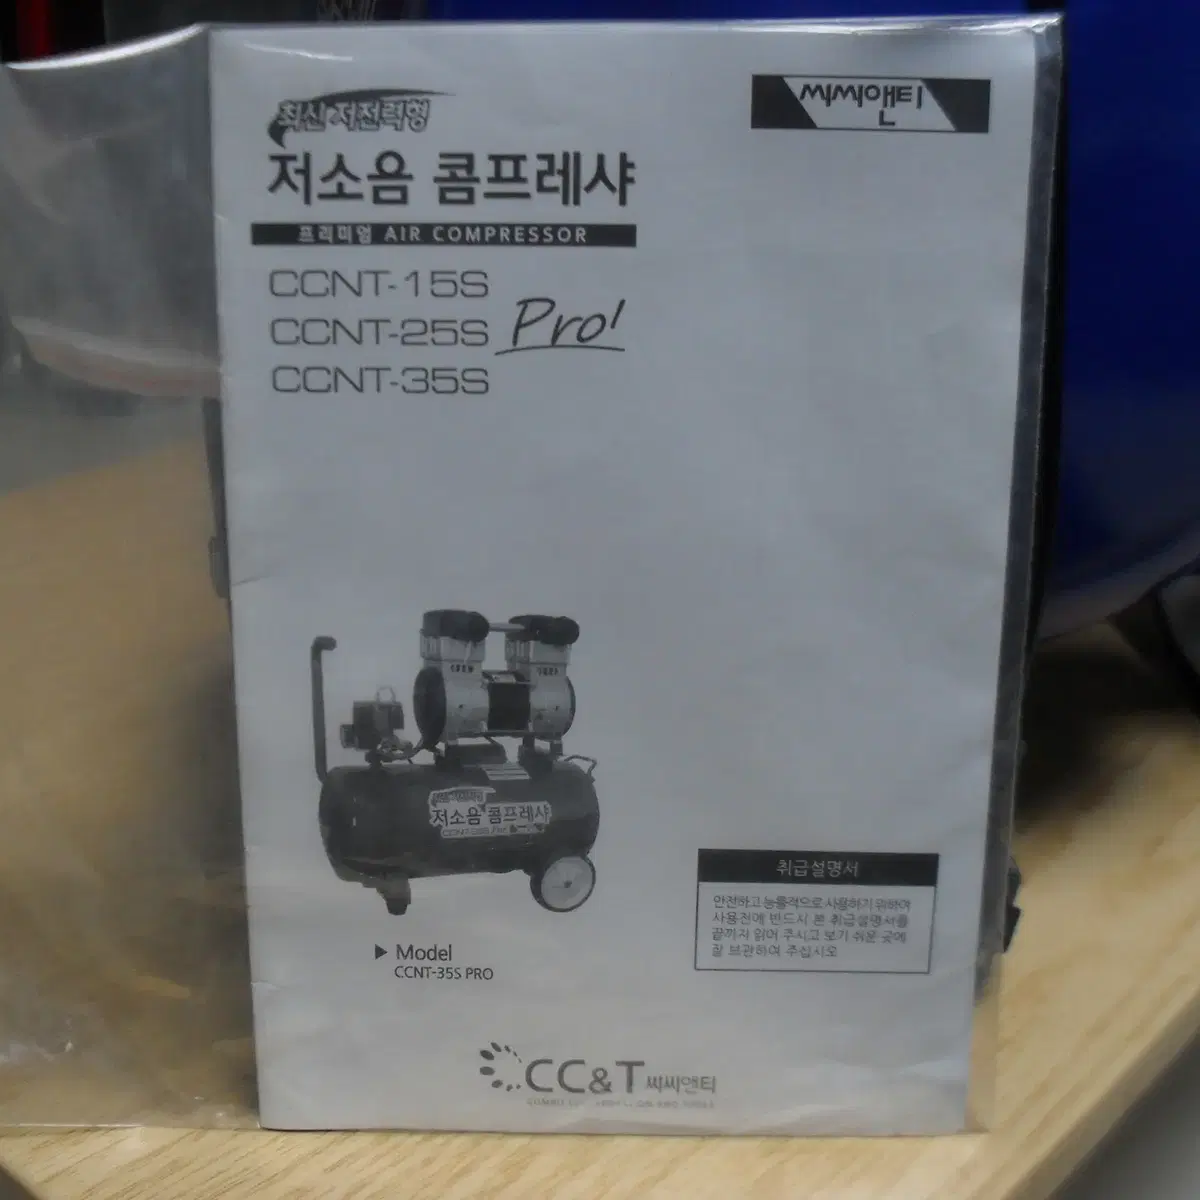 최신 저전력형
씨씨앤티
저소음 콤프레샤
프리미엄 AIR COMPRESSOR
CCNT-15S
CCNT-25S Pro'
CCNT-35S
저소음 콤프레샤
취급설명서
안전하고 능률적으로 사용하기 위하여
사용전에 반드시 본 취급설명서를
끝까지 읽어 주시고 보기 쉬운 곳에
잘 보관하여 주십시오
▶ Model
CCNT-35S PRO
CC&T 씨씨앤티